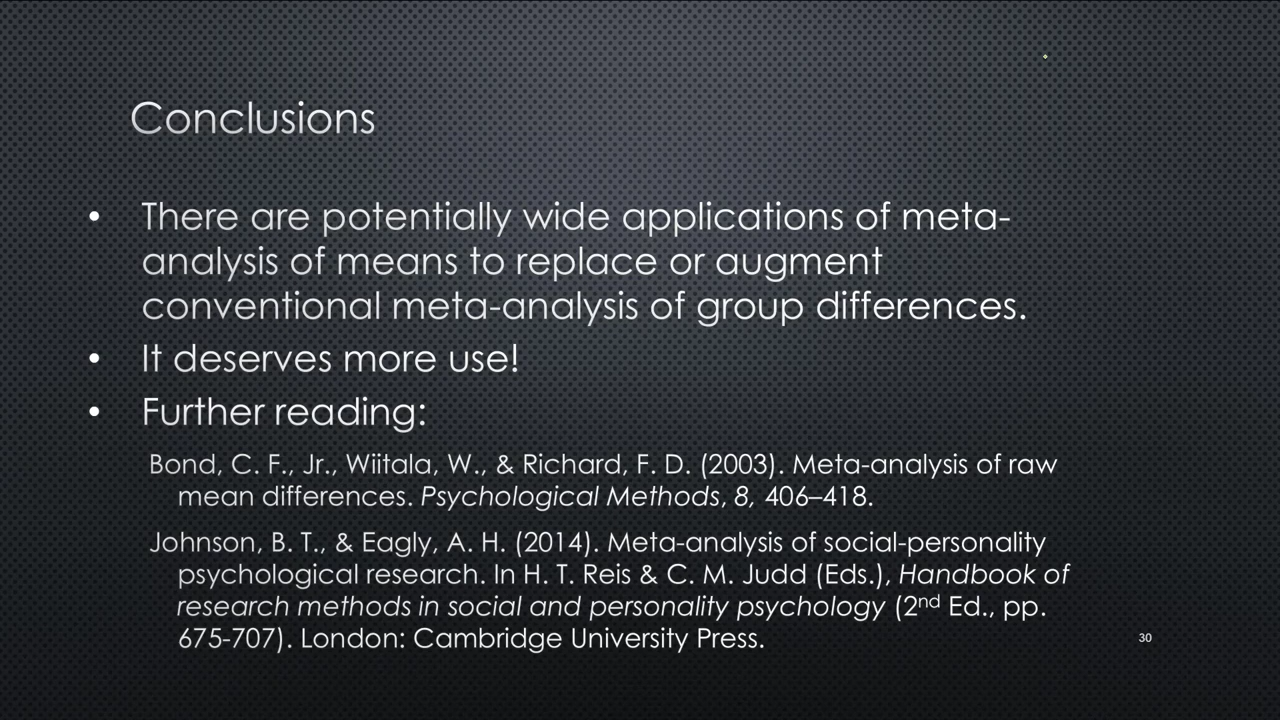 Conclusions
• There are potentially wide applications of meta-
analysis of means to replace or augment
conventional meta-analysis of group differences.
• It deserves more use!
• Further reading:
Bond, C. F., Jr., Wiitala, W., & Richard, F. D. (2003). Meta-analysis of raw
mean differences. Psychological Methods, 8, 406–418.
Johnson, B. T., & Eagly, A. H. (2014). Meta-analysis of social-personality
psychological research. In H. T. Reis & C. M. Judd (Eds.), Handbook of
research methods in social and personality psychology (2nd Ed., pp.
675-707). London: Cambridge University Press.
30